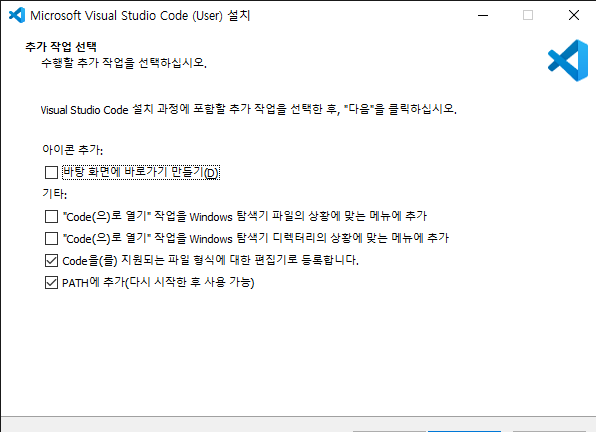 Microsoft Visual Studio Code (User) 설치
추가 작업 선택
수행할 추가 작업을 선택하십시오.
Visual Studio Code 설치 과정에 포함할 추가 작업을 선택한 후, "다음"을 클릭하십시오.
아이콘 추가:
바탕 화면에 바로가기 만들기(D)
기타:
"Code(으)로 열기" 작업을 Windows 탐색기 파일의 상황에 맞는 메뉴에 추가
"Code(으)로 열기" 작업을 Windows 탐색기 디렉터리의 상황에 맞는 메뉴에 추가
Code을(를) 지원되는 파일 형식에 대한 편집기로 등록합니다.
PATH에 추가(다시 시작한 후 사용 가능)